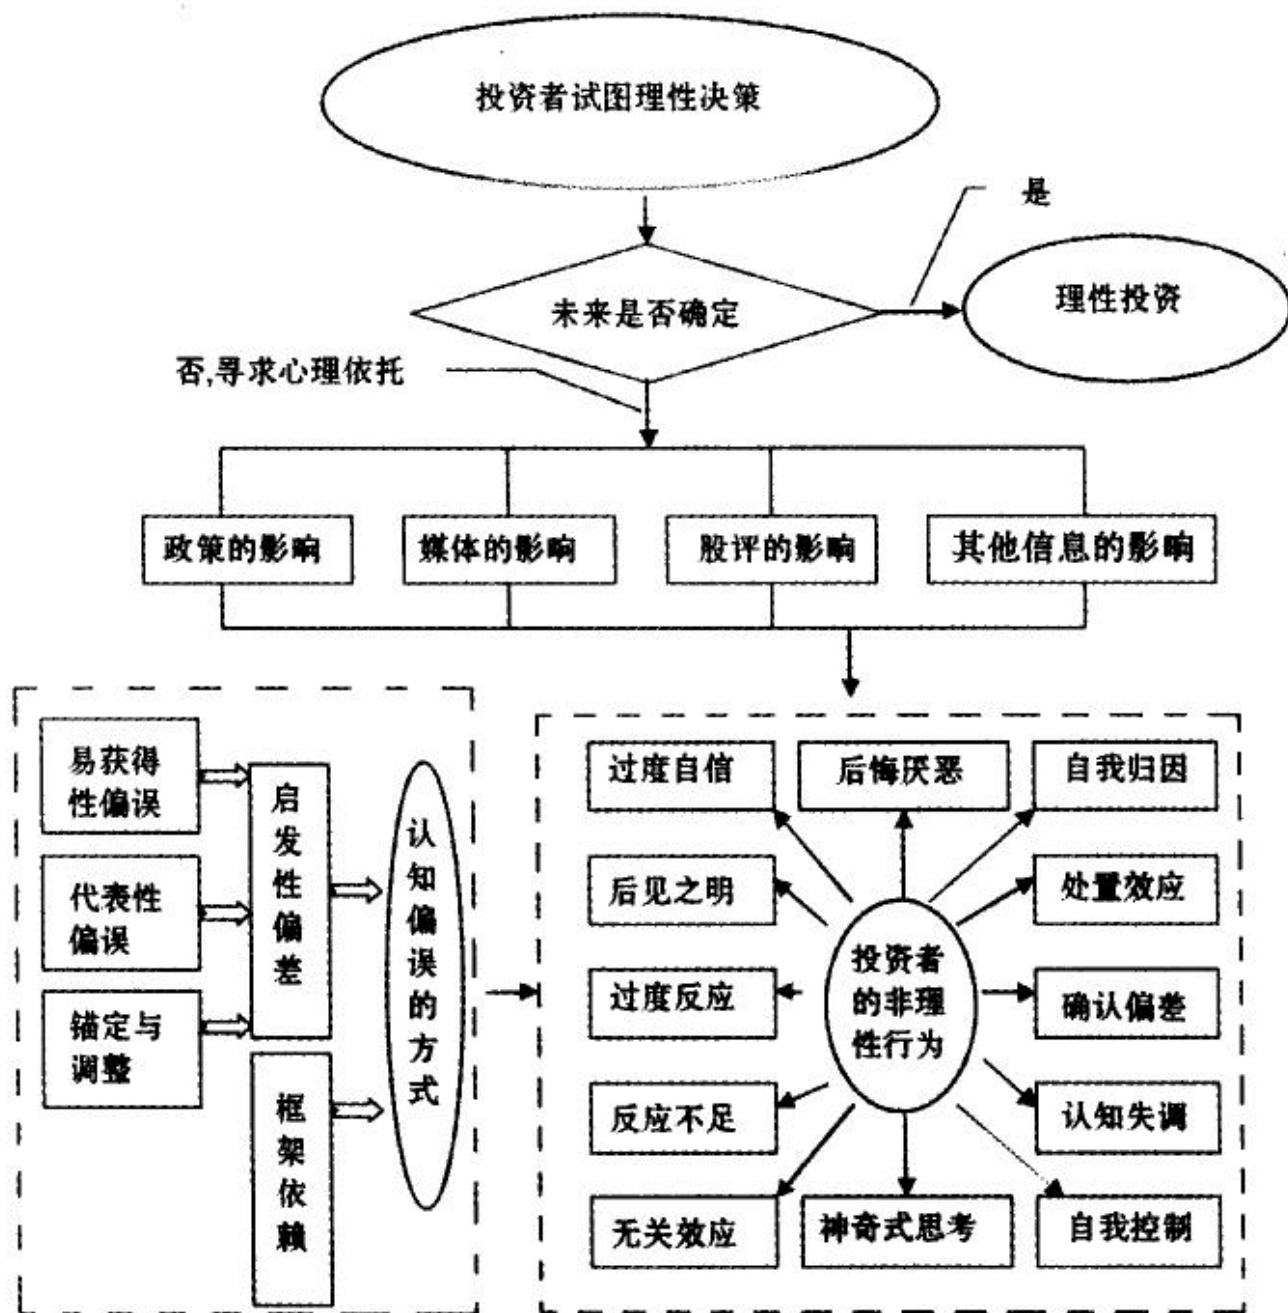 投资者试图理性决策
是
未来是否确定
理性投资
否,寻求心理依托
政策的影响
媒体的影响
股评的影响
其他信息的影响
易获得
性偏误
代表性
偏误
锚定与
调整
启发性偏差
框架依赖
认知偏误的方式
过度自信
后悔厌恶
自我归因
后见之明
处置效应
过度反应
投资者
的非理
性行为
确认偏差
反应不足
认知失调
无关效应
神奇式思考
自我控制